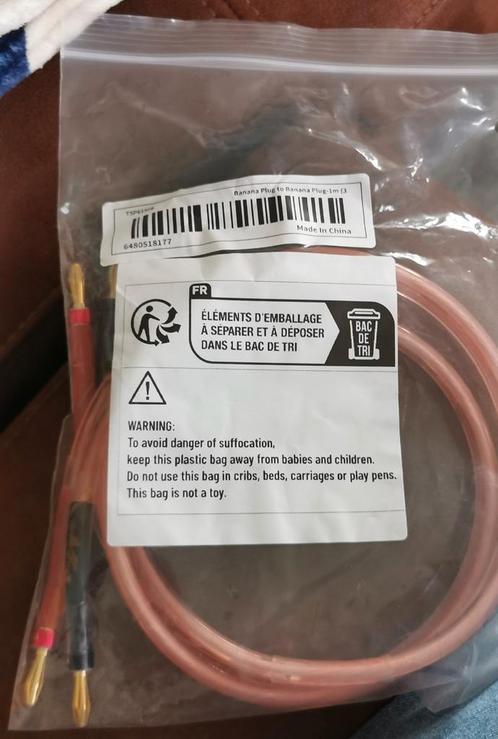 Banana Plug to Banana Plug-1m (3
Made In China
6480518177
FR
ÉLÉMENTS D'EMBALLAGE
À SÉPARER ET À DÉPOSER
DANS LE BAC DE TRI
BAC
DE
TRI
WARNING:
To avoid danger of suffocation,
keep this plastic bag away from babies and children.
Do not use this bag in cribs, beds, carriages or play pens.
This bag is not a toy.